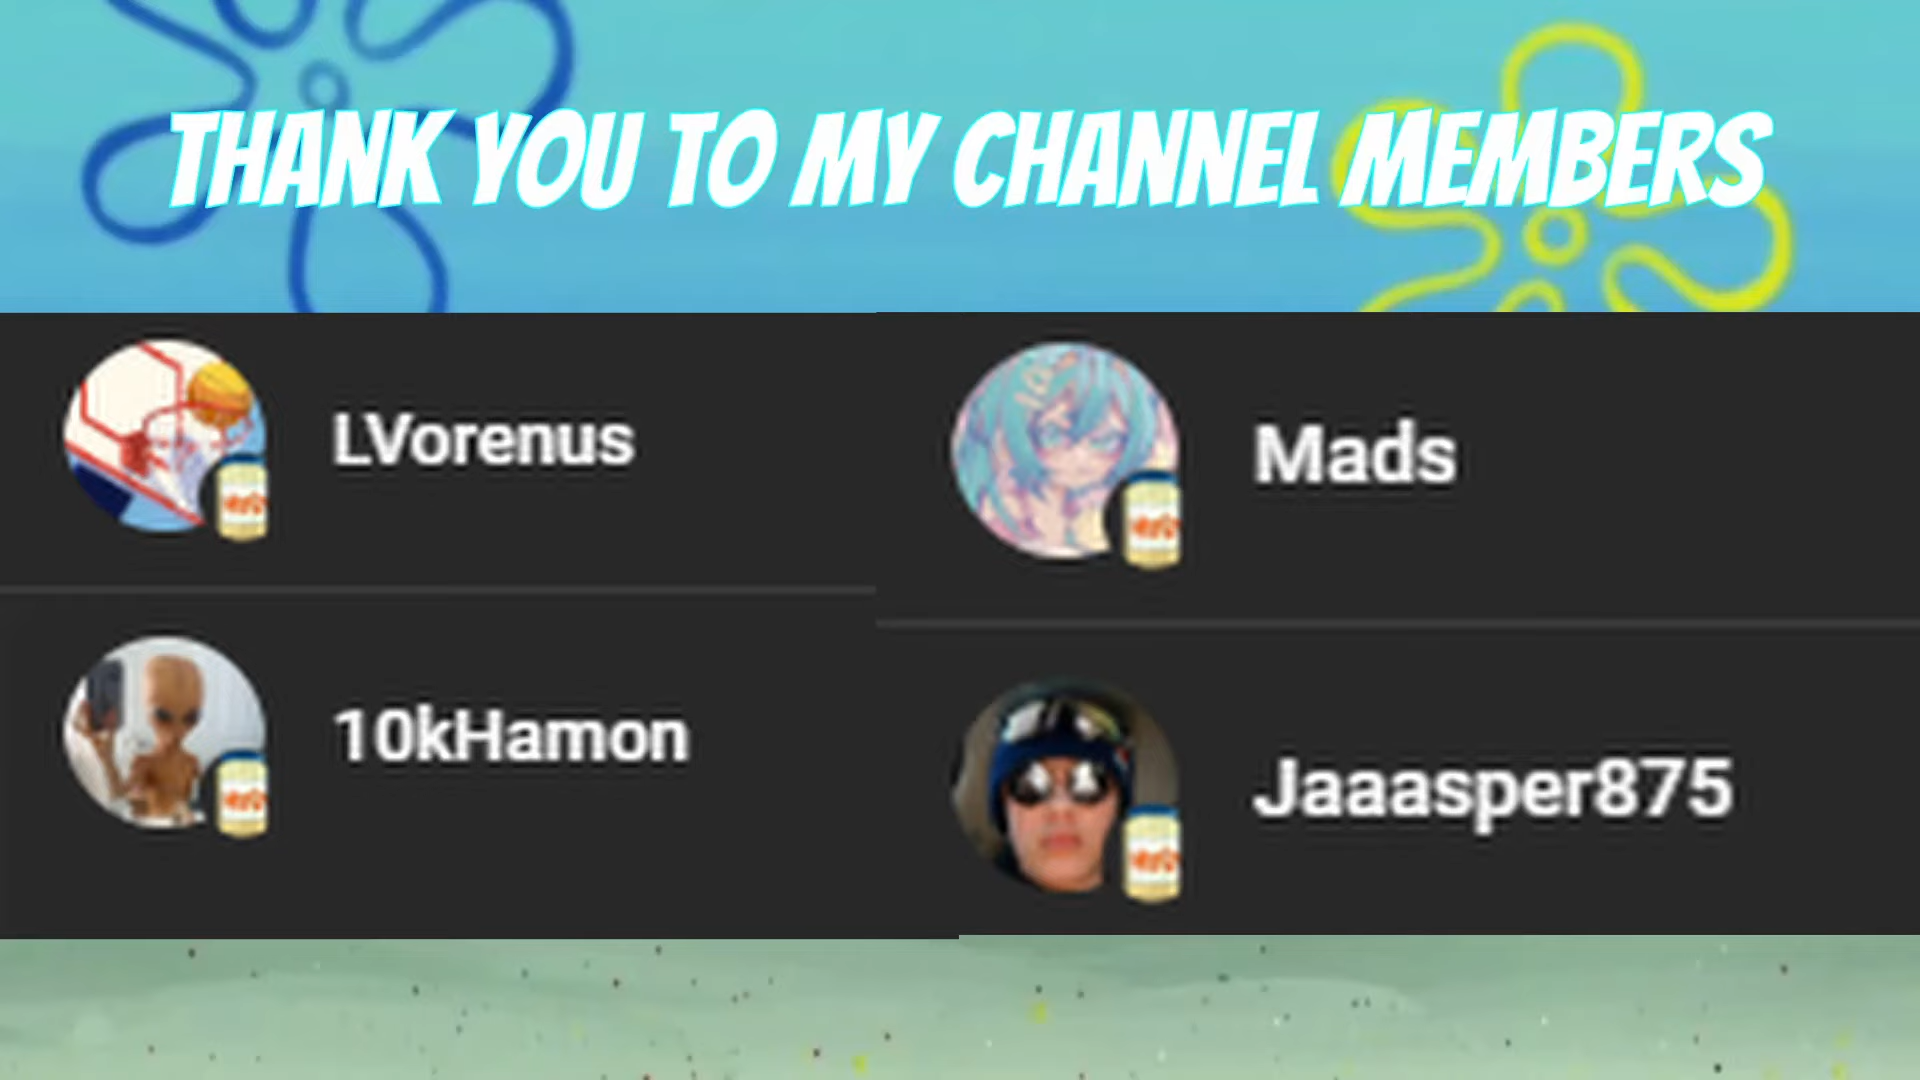 THANK YOU TO MY CHANNEL MEMBERS
LVorenus
Mads
10kHamon
Jaaasper875